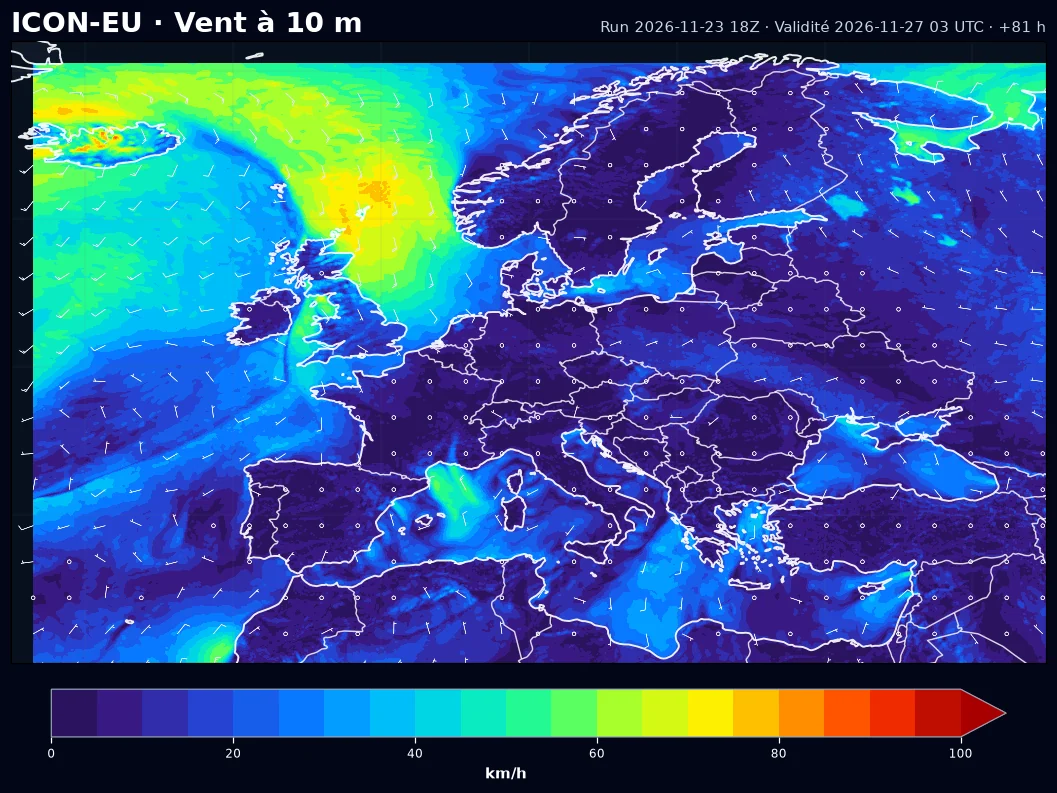 ICON-EU · Vent à 10 m
Run 2026-11-23 18Z · Validité 2026-11-27 03 UTC · +81 h
0 20 40 60 80 100
km/h